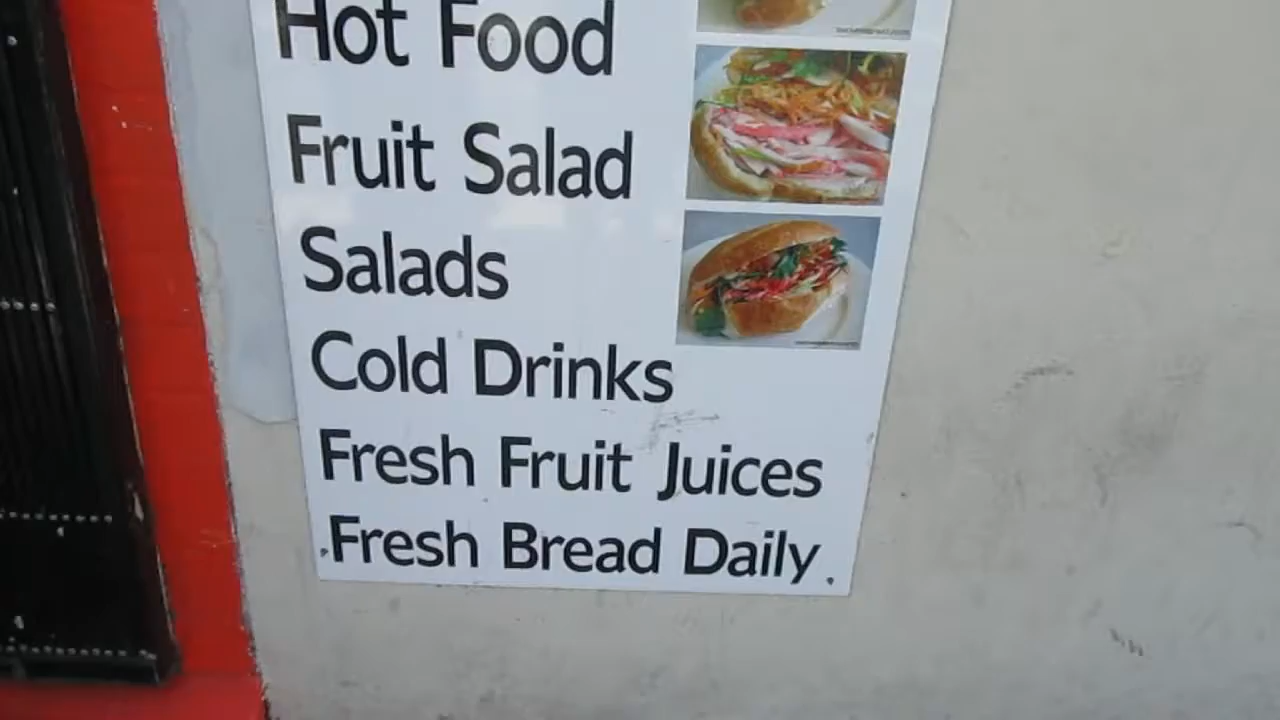 Hot Food
Fruit Salad
Salads
Cold Drinks
Fresh Fruit Juices
Fresh Bread Daily